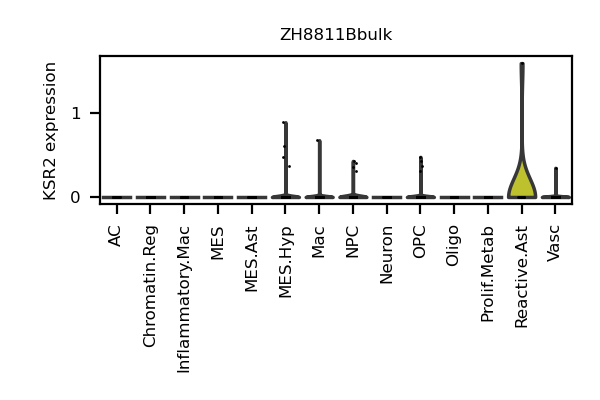 ZH8811Bbulk
KSR2 expression
1
0
AC
Chromatin.Reg
Inflammatory.Mac
MES
MES.Ast
MES.Hyp
Mac
NPC
Neuron
OPC
Oligo
Prolif.Metab
Reactive.Ast
Vasc